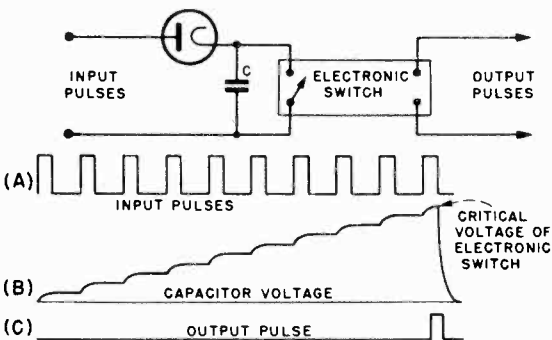 INPUT
PULSES
C
ELECTRONIC
SWITCH
OUTPUT
PULSES
(A)
INPUT PULSES
CRITICAL
VOLTAGE OF
ELECTRONIC
SWITCH
(B)
CAPACITOR VOLTAGE
(C)
OUTPUT PULSE